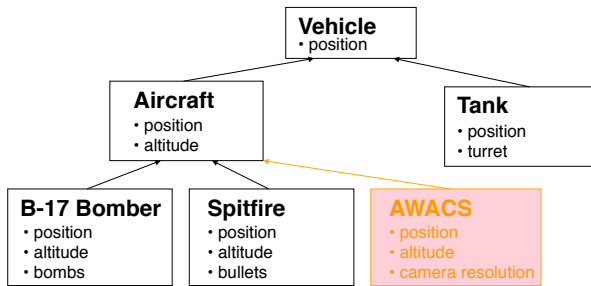 Vehicle
• position
Aircraft
• position
• altitude
Tank
• position
• turret
B-17 Bomber
• position
• altitude
• bombs
Spitfire
• position
• altitude
• bullets
AWACS
• position
• altitude
• camera resolution